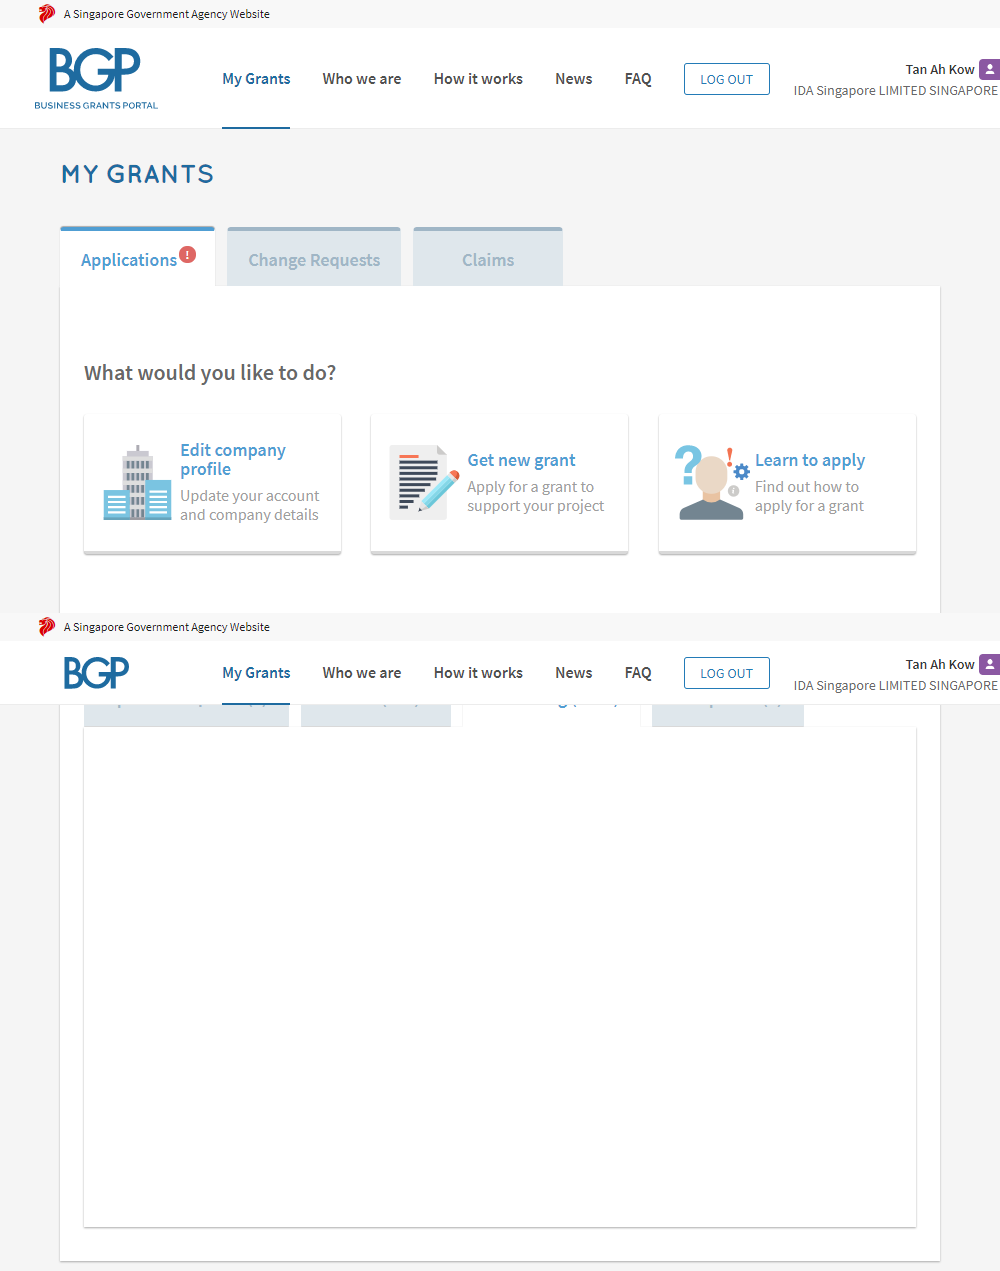 A Singapore Government Agency Website
BGP
BUSINESS GRANTS PORTAL
My Grants
Who we are
How it works
News
FAQ
LOG OUT
Tan Ah Kow
IDA Singapore LIMITED SINGAPORE
MY GRANTS
Applications !
Change Requests
Claims
What would you like to do?
Edit company
profile
Update your account
and company details
Get new grant
Apply for a grant to
support your project
Learn to apply
Find out how to
apply for a grant
A Singapore Government Agency Website
BGP
My Grants
Who we are
How it works
News
FAQ
LOG OUT
Tan Ah Kow
IDA Singapore LIMITED SINGAPORE